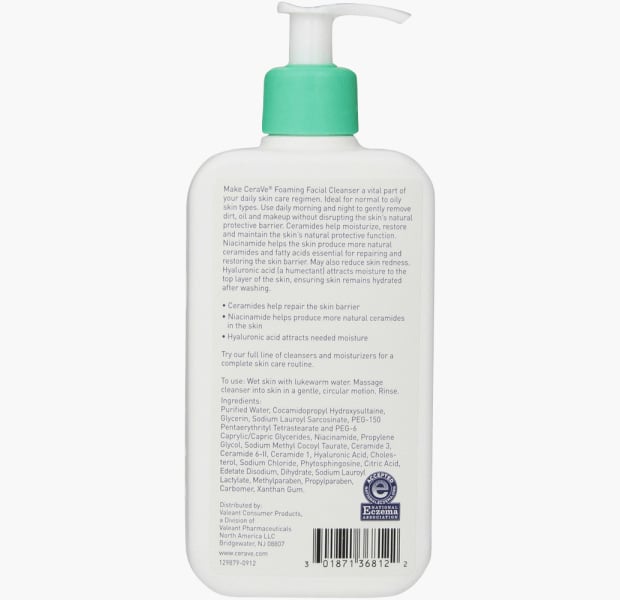 Make CeraVe® Foaming Facial Cleanser a vital part of
your daily skin care regimen. Ideal for normal to oily
skin types. Use daily morning and night to gently remove
dirt, oil and makeup without disrupting the skin's natural
protective barrier. Ceramides help moisturize, restore
and maintain the skin's natural protective function.
Niacinamide helps the skin produce more natural
ceramides and fatty acids essential for repairing and
restoring the skin barrier. May also reduce skin redness.
Hyaluronic acid (a humectant) attracts moisture to the
top layer of the skin, ensuring skin remains hydrated
after washing.
• Ceramides help repair the skin barrier
• Niacinamide helps produce more natural ceramides
in the skin
• Hyaluronic acid attracts needed moisture
Try our full line of cleansers and moisturizers for a
complete skin care routine.
To use: Wet skin with lukewarm water. Massage
cleanser into skin in a gentle, circular motion. Rinse.
Ingredients:
Purified Water, Cocamidopropyl Hydroxysultaine,
Glycerin, Sodium Lauroyl Sarcosinate, PEG-150
Pentaerythrityl Tetrastearate and PEG-6
Caprylic/Capric Glycerides, Niacinamide, Propylene
Glycol, Sodium Methyl Cocoyl Taurate, Ceramide 3,
Ceramide 6-II, Ceramide 1, Hyaluronic Acid, Choles-
terol, Sodium Chloride, Phytosphingosine, Citric Acid,
Edetate Disodium, Dihydrate, Sodium Lauroyl
Lactylate, Methylparaben, Propylparaben,
Carbomer, Xanthan Gum.
ACCEPTED
e
NATIONAL
Eczema
ASSOCIATION
Distributed by:
Valeant Consumer Products,
a Division of
Valeant Pharmaceuticals
North America LLC
Bridgewater, NJ 08807
www.cerave.com
129879-0912
3 01871 36812 2